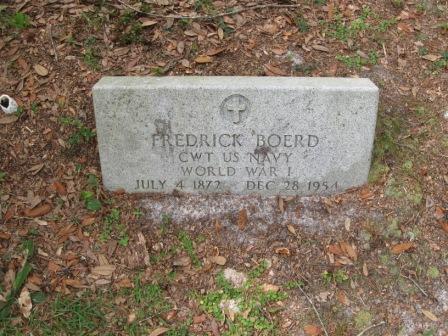 FREDRICK BOERD
CWT US NAVY
WORLD WAR I
JULY 4 1872 DEC 28 1954